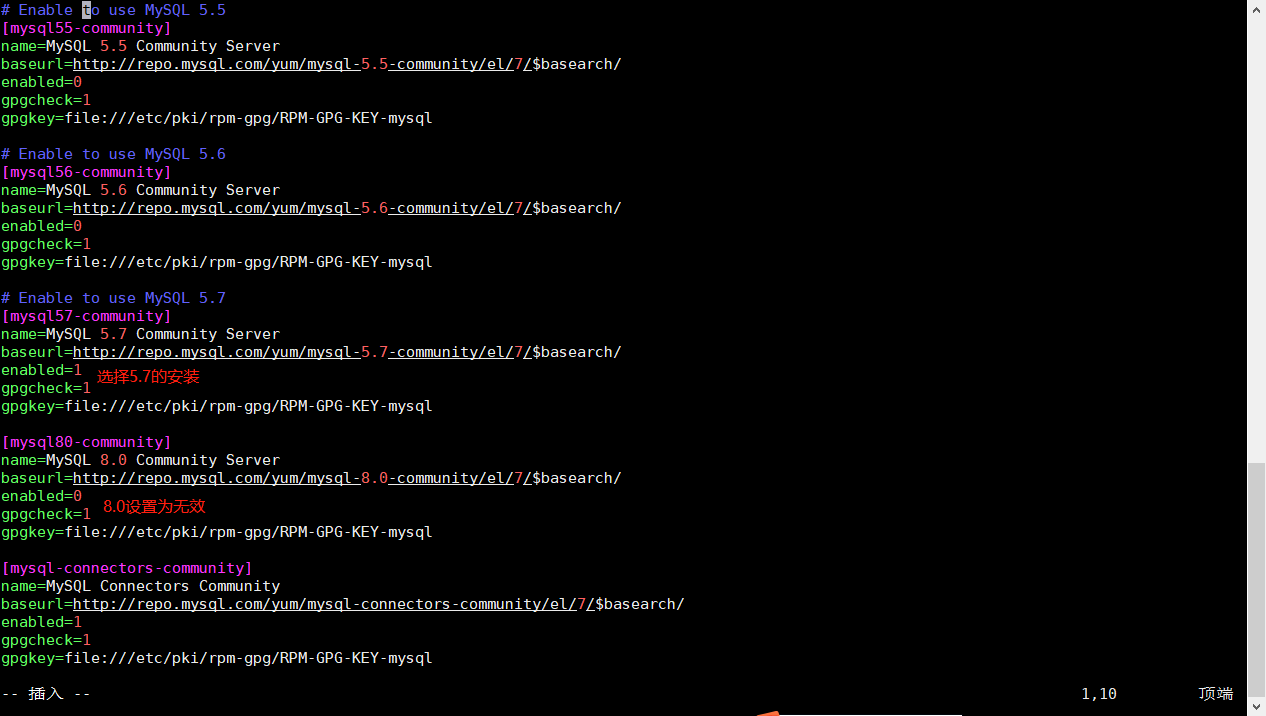 # Enable to use MySQL 5.5
[mysql55-community]
name=MySQL 5.5 Community Server
baseurl=http://repo.mysql.com/yum/mysql-5.5-community/el/7/$basearch/
enabled=0
gpgcheck=1
gpgkey=file:///etc/pki/rpm-gpg/RPM-GPG-KEY-mysql

# Enable to use MySQL 5.6
[mysql56-community]
name=MySQL 5.6 Community Server
baseurl=http://repo.mysql.com/yum/mysql-5.6-community/el/7/$basearch/
enabled=0
gpgcheck=1
gpgkey=file:///etc/pki/rpm-gpg/RPM-GPG-KEY-mysql

# Enable to use MySQL 5.7
[mysql57-community]
name=MySQL 5.7 Community Server
baseurl=http://repo.mysql.com/yum/mysql-5.7-community/el/7/$basearch/
enabled=1
选择5.7的安装
gpgcheck=1
gpgkey=file:///etc/pki/rpm-gpg/RPM-GPG-KEY-mysql

[mysql80-community]
name=MySQL 8.0 Community Server
baseurl=http://repo.mysql.com/yum/mysql-8.0-community/el/7/$basearch/
enabled=0
8.0设置为无效
gpgcheck=1
gpgkey=file:///etc/pki/rpm-gpg/RPM-GPG-KEY-mysql

[mysql-connectors-community]
name=MySQL Connectors Community
baseurl=http://repo.mysql.com/yum/mysql-connectors-community/el/7/$basearch/
enabled=1
gpgcheck=1
gpgkey=file:///etc/pki/rpm-gpg/RPM-GPG-KEY-mysql

-- 插入 -- 1,10 顶端